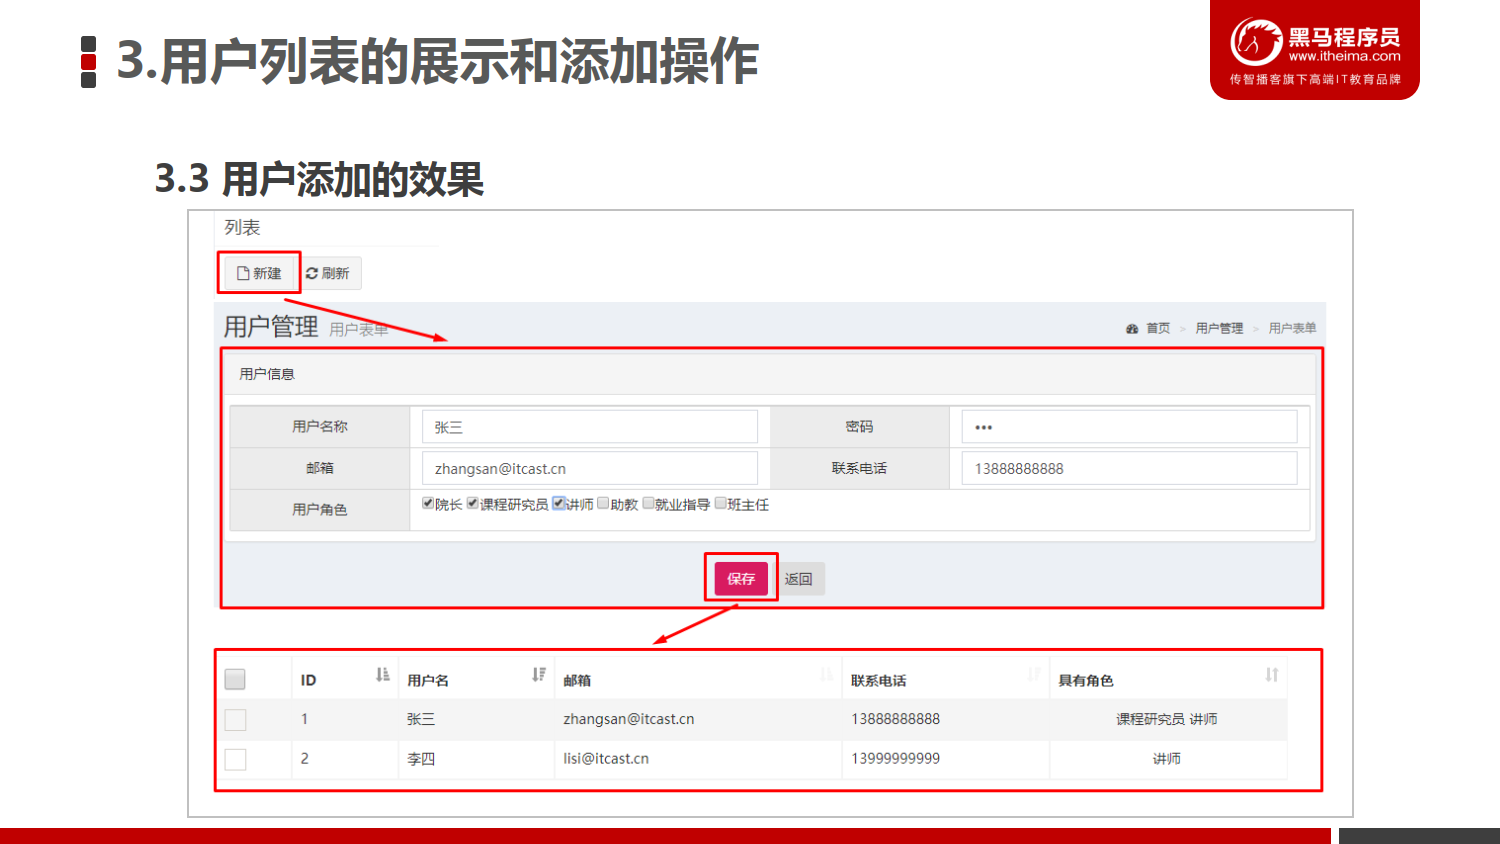 3.用户列表的展示和添加操作
黑马程序员
www.itheima.com
传智播客旗下高端IT教育品牌
3.3 用户添加的效果
列表
新建 刷新
用户管理 用户表单 首页 > 用户管理 > 用户表单
用户信息
用户名称 张三 密码 •••
邮箱 zhangsan@itcast.cn 联系电话 13888888888
用户角色 院长 课程研究员 讲师 助教 就业指导 班主任
保存 返回
ID 用户名 邮箱 联系电话 具有角色
1 张三 zhangsan@itcast.cn 13888888888 课程研究员 讲师
2 李四 lisi@itcast.cn 13999999999 讲师